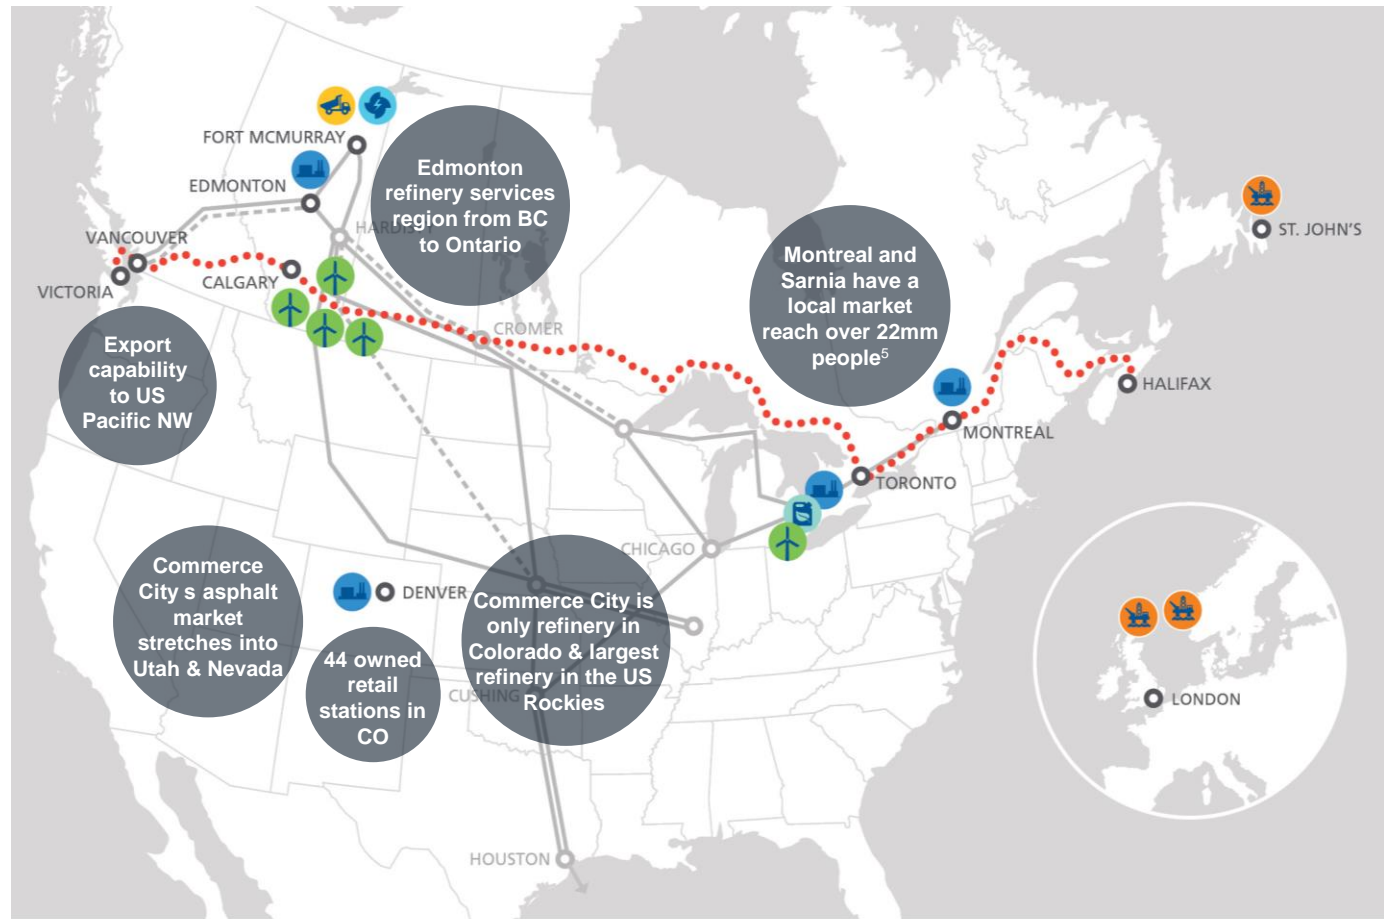 FORT MCMURRAY
EDMONTON
Edmonton
refinery services
region from BC
to Ontario
HARDISTY
ST. JOHN'S
VANCOUVER
VICTORIA
CALGARY
Montreal and
Sarnia have a
local market
reach over 22mm
people5
CROMER
Export
capability
to US
Pacific NW
HALIFAX
MONTREAL
TORONTO
CHICAGO
Commerce
City s asphalt
market
stretches into
Utah & Nevada
DENVER
Commerce City is
only refinery in
Colorado & largest
refinery in the US
Rockies
44 owned
retail
stations in
CO
CUSHING
LONDON
HOUSTON